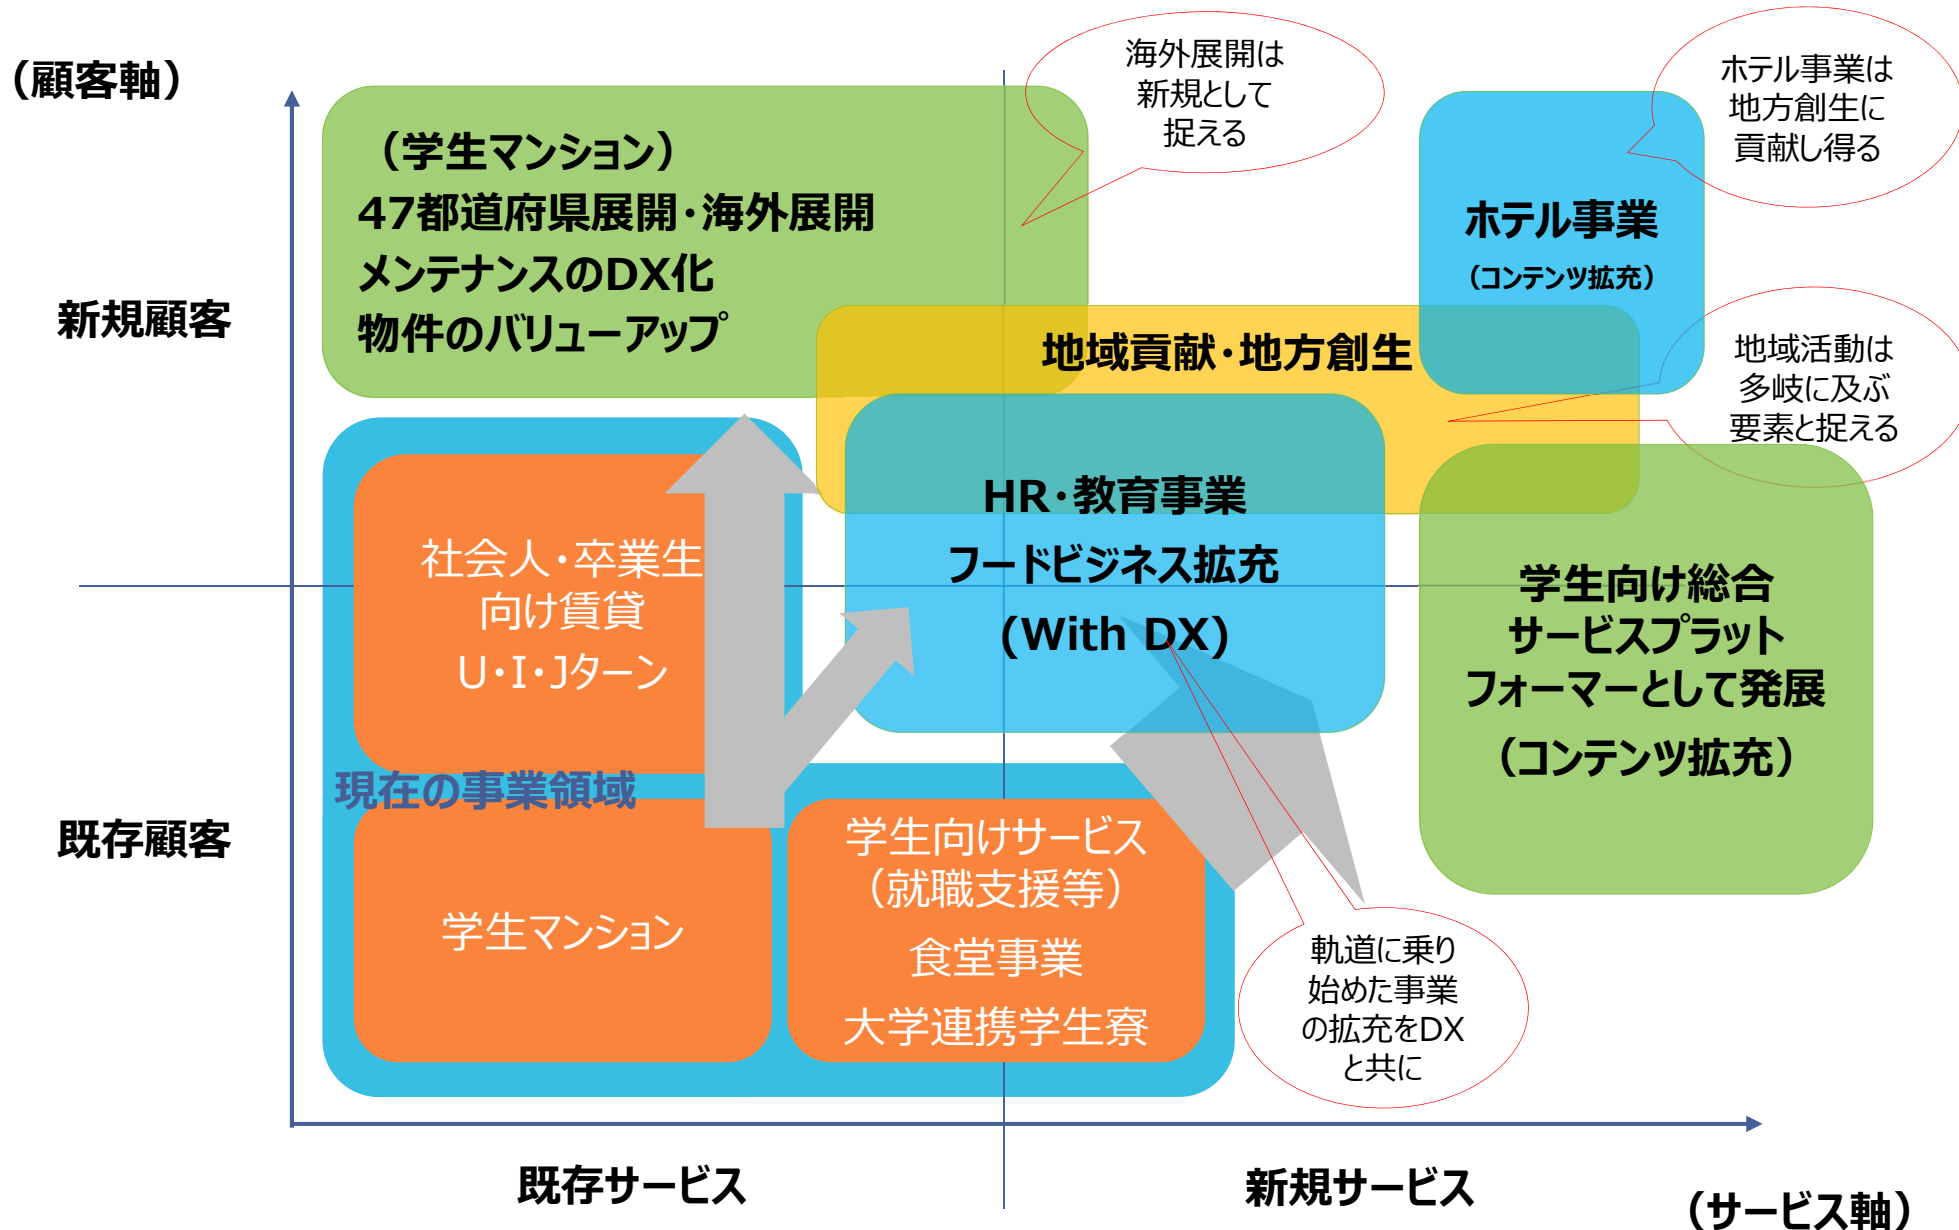 （顧客軸）
海外展開は
新規として
捉える
ホテル事業は
地方創生に
貢献し得る
（学生マンション）
47都道府県展開・海外展開
メンテナンスのDX化
物件のバリューアップ
ホテル事業
（コンテンツ拡充）
新規顧客
地域貢献・地方創生
地域活動は
多岐に及ぶ
要素と捉える
HR・教育事業
フードビジネス拡充
(With DX)
社会人・卒業生
向け賃貸
U・I・Jターン
学生向け総合
サービスプラット
フォーマーとして発展
（コンテンツ拡充）
現在の事業領域
既存顧客
学生マンション
学生向けサービス
（就職支援等）
食堂事業
大学連携学生寮
軌道に乗り
始めた事業
の拡充をDX
と共に
既存サービス
新規サービス
（サービス軸）